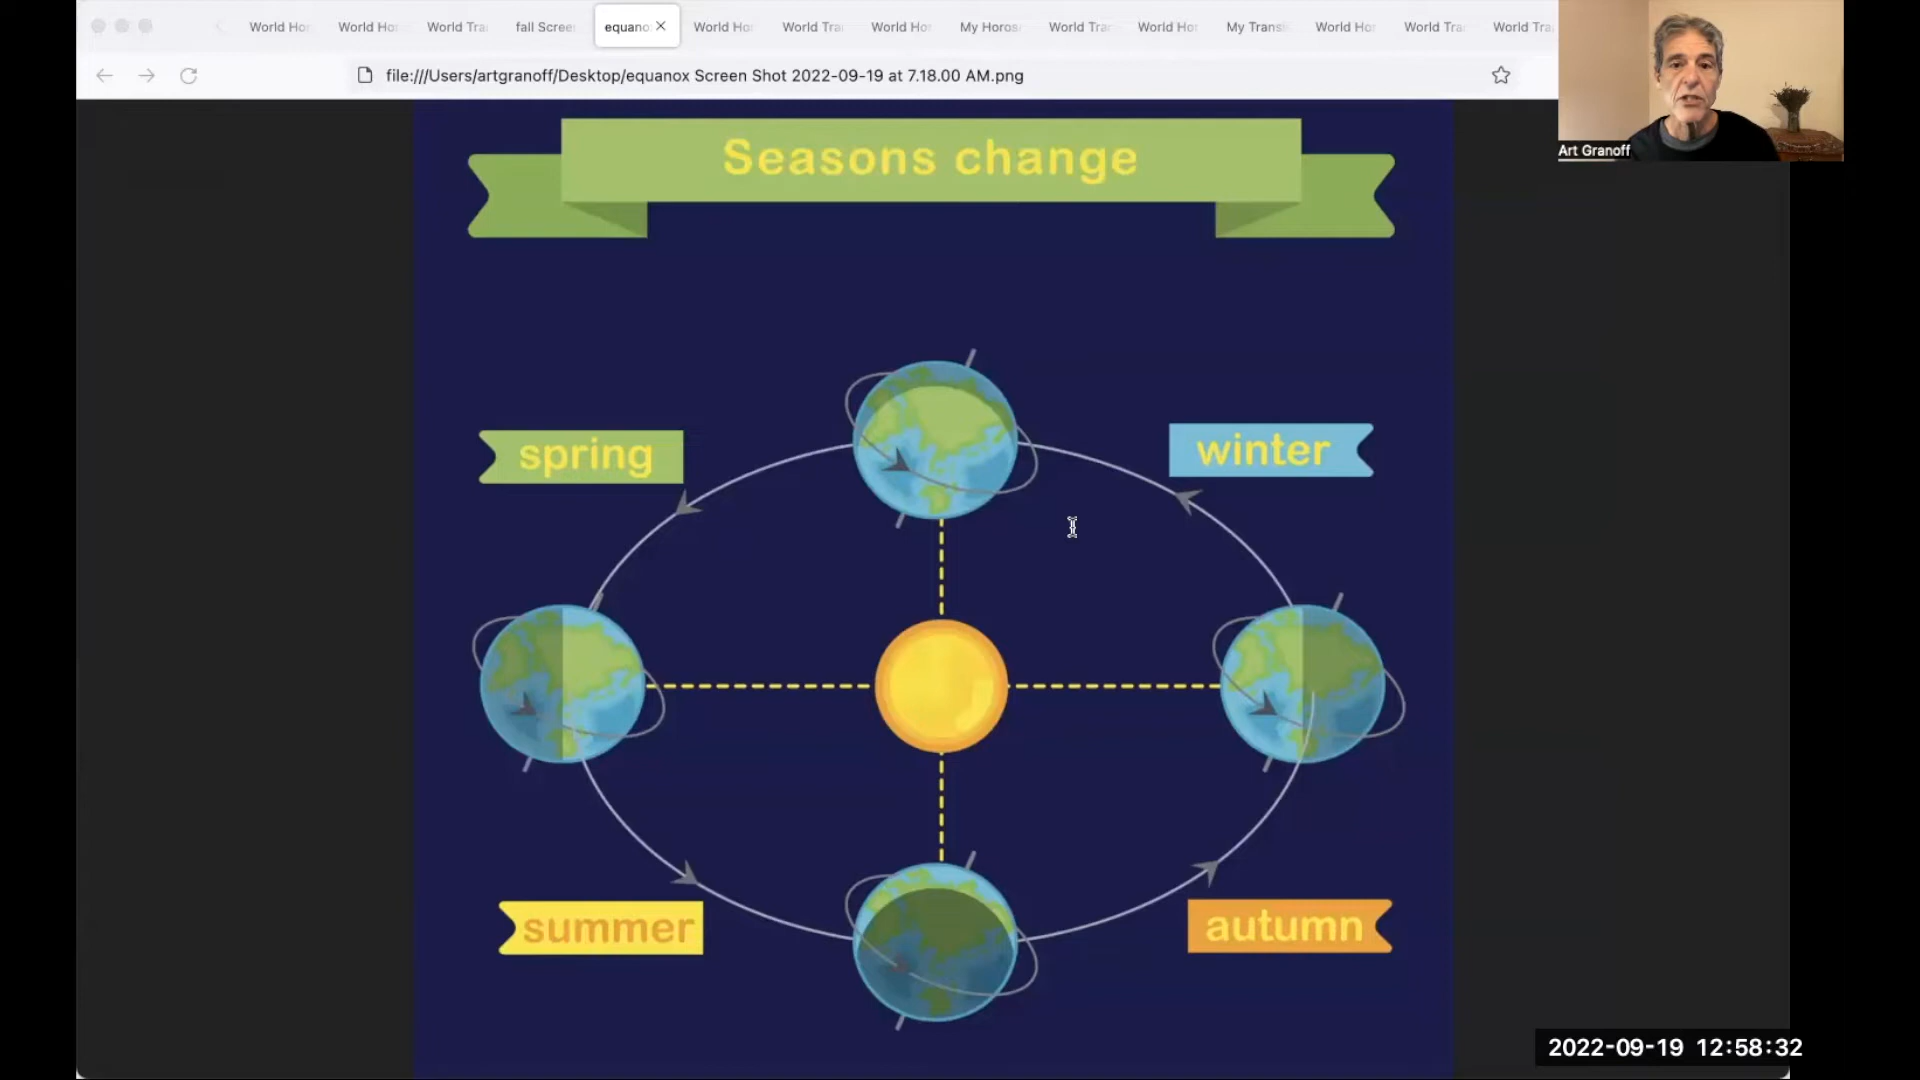 World Ho
World Ho
World Tra
fall Scree
equano
World Ho
World Tra
World Ho
My Horos
World Tra
World Ho
My Transi
World Ho
World Tra
World Tra
file:///Users/artgranoff/Desktop/equanox Screen Shot 2022-09-19 at 7.18.00 AM.png
Art Granoff
Seasons change
spring
winter
summer
autumn
2022-09-19 12:58:32